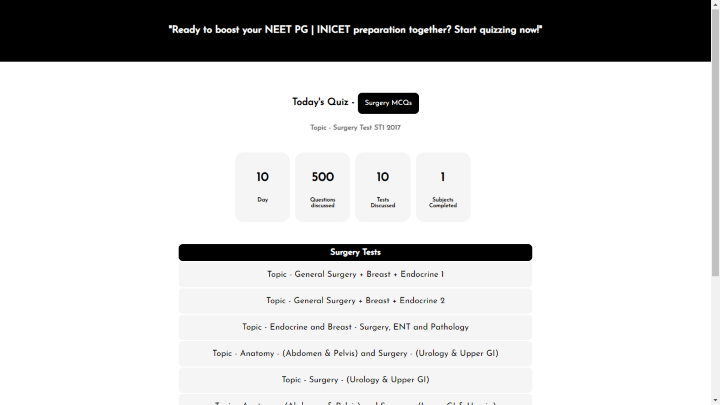 "Ready to boost your NEET PG | INICET preparation together? Start quizzing now!"
Today's Quiz - Surgery MCQs
Topic - Surgery Test ST1 2017
10 500 10 1
Day Questions discussed Tests Discussed Subjects Completed
Surgery Tests
Topic - General Surgery + Breast + Endocrine 1
Topic - General Surgery + Breast + Endocrine 2
Topic - Endocrine and Breast - Surgery, ENT and Pathology
Topic - Anatomy - (Abdomen & Pelvis) and Surgery - (Urology & Upper GI)
Topic - Surgery - (Urology & Upper GI)